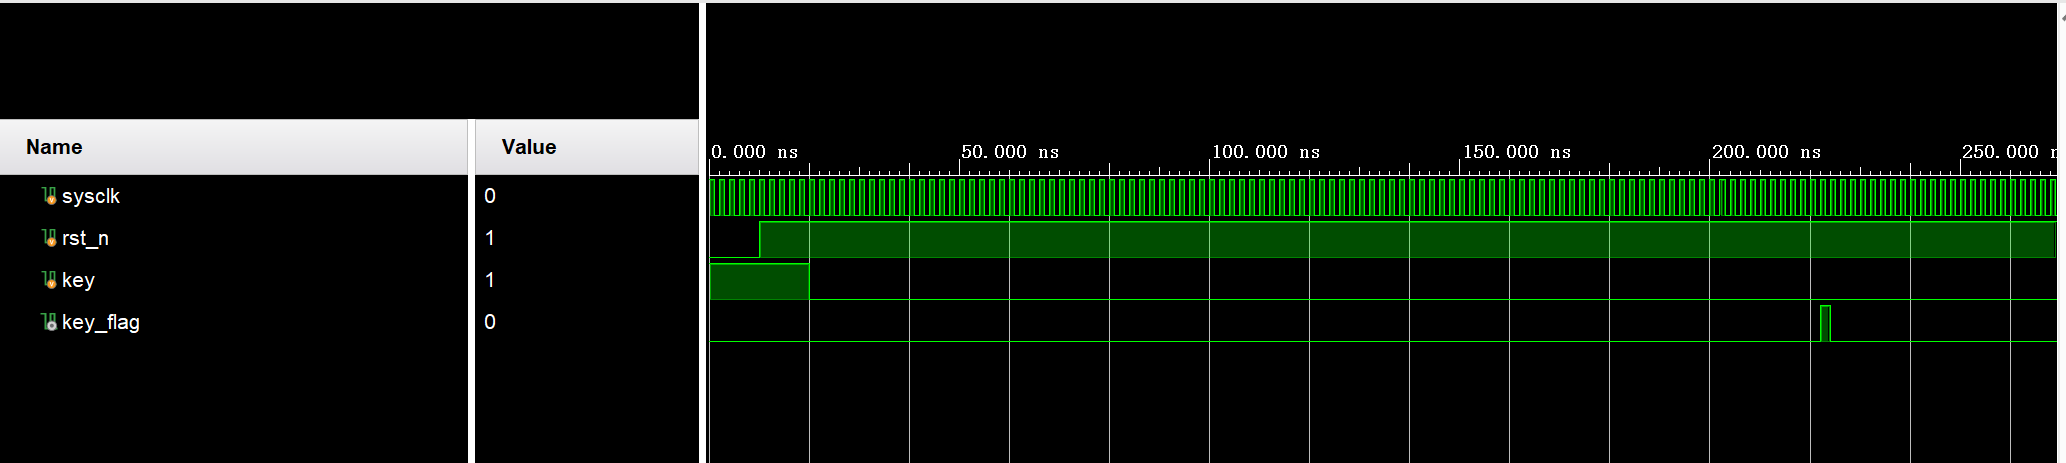 Name Value
0.000 ns 50.000 ns 100.000 ns 150.000 ns 200.000 ns 250.000
sysclk 0
rst_n 1
key 1
key_flag 0